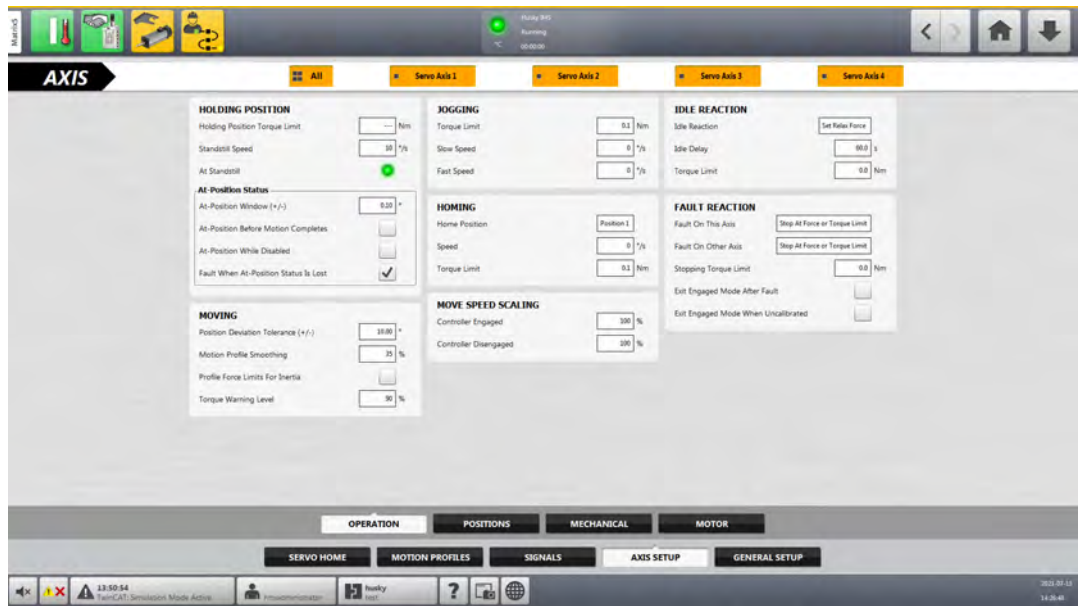 Matrix5
Husky IMS
Running
°C 00:00:00
AXIS
All
Servo Axis 1
Servo Axis 2
Servo Axis 3
Servo Axis 4
HOLDING POSITION
Holding Position Torque Limit --- Nm
Standstill Speed 10 °/s
At Standstill
At-Position Status
At-Position Window (+/-) 0.10 °
At-Position Before Motion Completes
At-Position While Disabled
Fault When At-Position Status Is Lost
MOVING
Position Deviation Tolerance (+/-) 10.00 °
Motion Profile Smoothing 35 %
Profile Force Limits For Inertia
Torque Warning Level 90 %
JOGGING
Torque Limit 0.1 Nm
Slow Speed 0 °/s
Fast Speed 0 °/s
HOMING
Home Position Position 1
Speed 0 °/s
Torque Limit 0.1 Nm
MOVE SPEED SCALING
Controller Engaged 100 %
Controller Disengaged 100 %
IDLE REACTION
Idle Reaction Set Relax Force
Idle Delay 60.0 s
Torque Limit 0.0 Nm
FAULT REACTION
Fault On This Axis Stop At Force or Torque Limit
Fault On Other Axis Stop At Force or Torque Limit
Stopping Torque Limit 0.0 Nm
Exit Engaged Mode After Fault
Exit Engaged Mode When Uncalibrated
OPERATION
POSITIONS
MECHANICAL
MOTOR
SERVO HOME
MOTION PROFILES
SIGNALS
AXIS SETUP
GENERAL SETUP
13:50:54
TwinCAT: Simulation Mode Active
husky
test
?